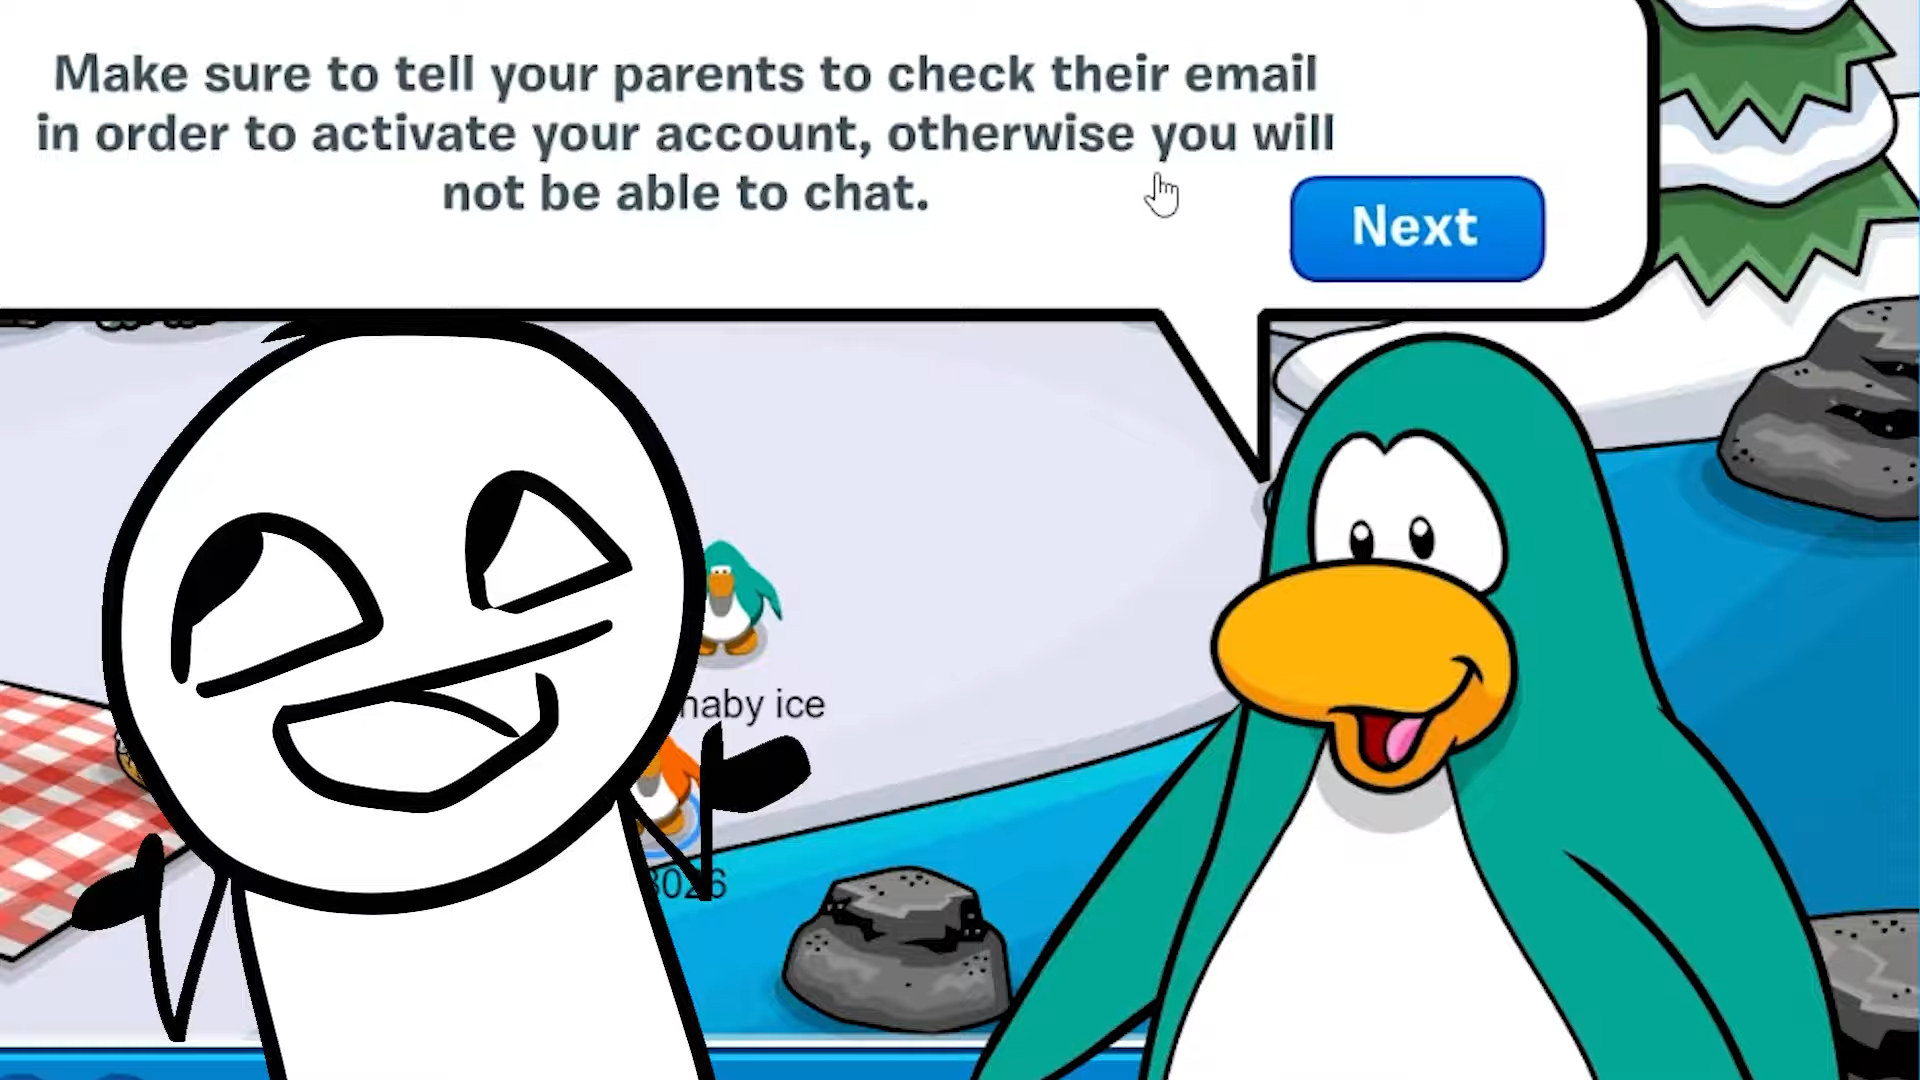 Make sure to tell your parents to check their email
in order to activate your account, otherwise you will
not be able to chat.
Next
ice